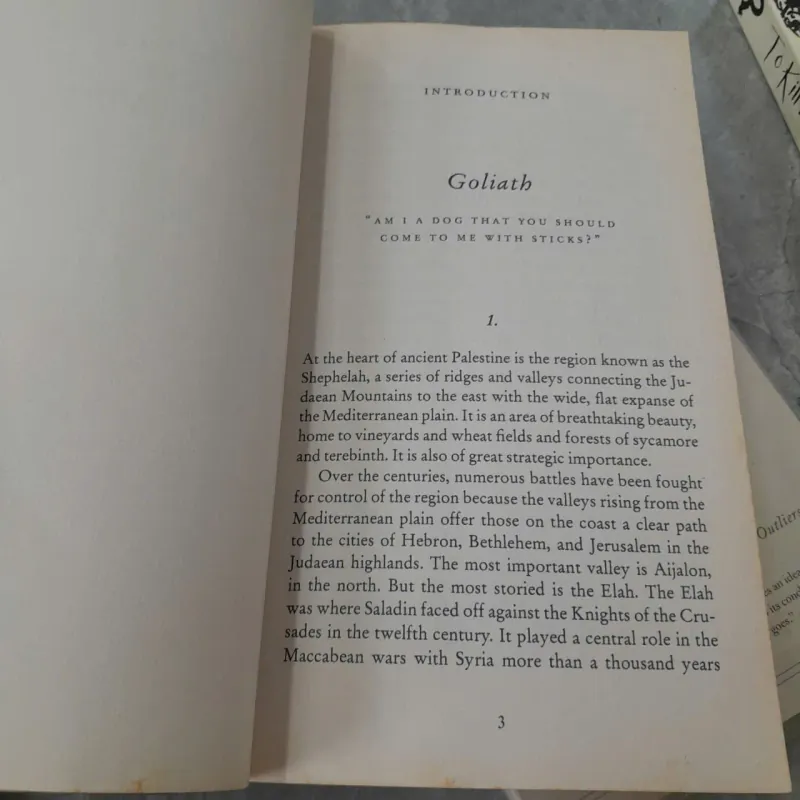 INTRODUCTION
Goliath
"AM I A DOG THAT YOU SHOULD
COME TO ME WITH STICKS?"
1.
At the heart of ancient Palestine is the region known as the
Shephelah, a series of ridges and valleys connecting the Ju-
daean Mountains to the east with the wide, flat expanse of
the Mediterranean plain. It is an area of breathtaking beauty,
home to vineyards and wheat fields and forests of sycamore
and terebinth. It is also of great strategic importance.
Over the centuries, numerous battles have been fought
for control of the region because the valleys rising from the
Mediterranean plain offer those on the coast a clear path
to the cities of Hebron, Bethlehem, and Jerusalem in the
Judaean highlands. The most important valley is Aijalon,
in the north. But the most storied is the Elah. The Elah
was where Saladin faced off against the Knights of the Cru-
sades in the twelfth century. It played a central role in the
Maccabean wars with Syria more than a thousand years
3
To Kill
Outliers
an idea
its cond
goes."